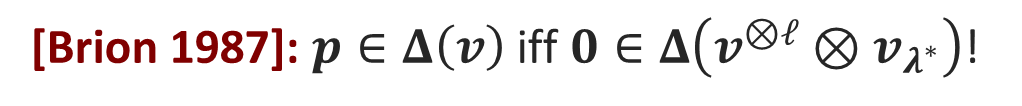 [Brion 1987]: 𝒑 ∈ Δ(𝒗) iff 𝟎 ∈ Δ(𝒗^{⊗ℓ} ⊗ 𝒗_{𝝀*})!